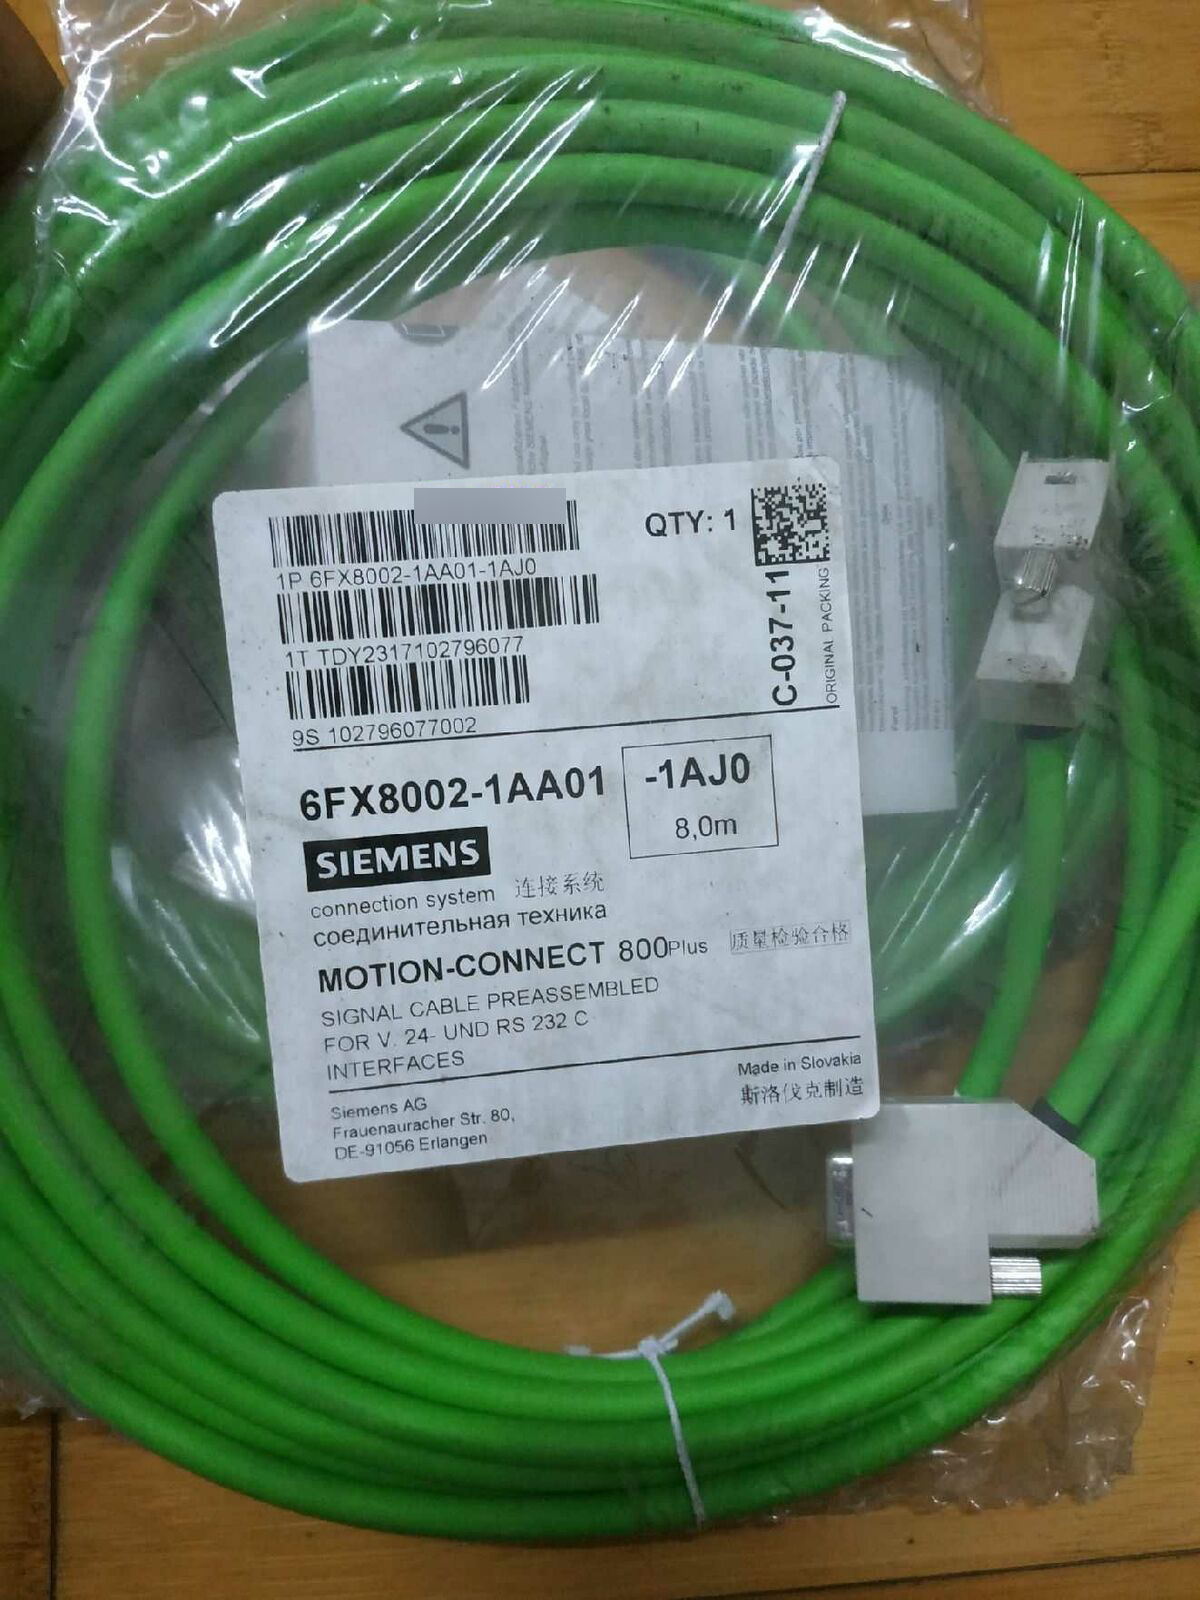 QTY: 1
1P 6FX8002-1AA01-1AJ0
1T TDY2317102796077
9S 102796077002
C-037-11
ORIGINAL PACKING
6FX8002-1AA01
-1AJ0
8,0m
SIEMENS
connection system 连接系统
соединительная техника
MOTION-CONNECT 800Plus 质量检验合格
SIGNAL CABLE PREASSEMBLED
FOR V. 24- UND RS 232 C
INTERFACES
Made in Slovakia
斯洛伐克制造
Siemens AG
Frauenauracher Str. 80,
DE-91056 Erlangen